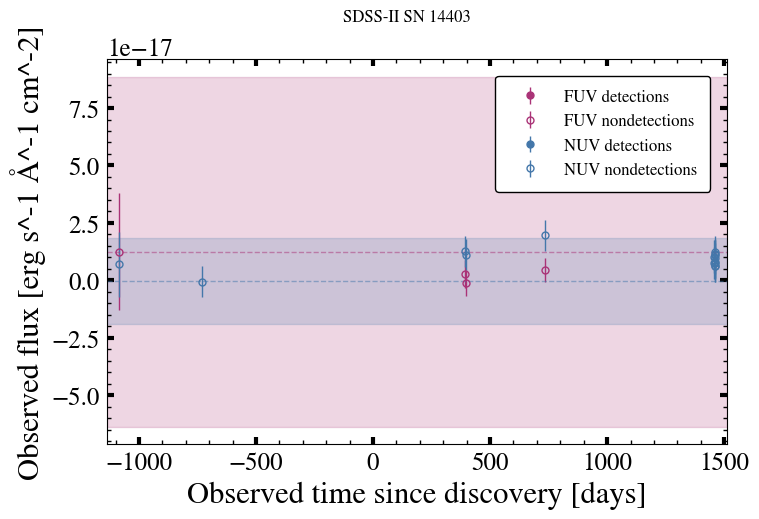 SDSS-II SN 14403
1e−17
Observed flux [erg s^-1 Å^-1 cm^-2]
7.5
5.0
2.5
0.0
−2.5
−5.0
FUV detections
FUV nondetections
NUV detections
NUV nondetections
−1000 −500 0 500 1000 1500
Observed time since discovery [days]